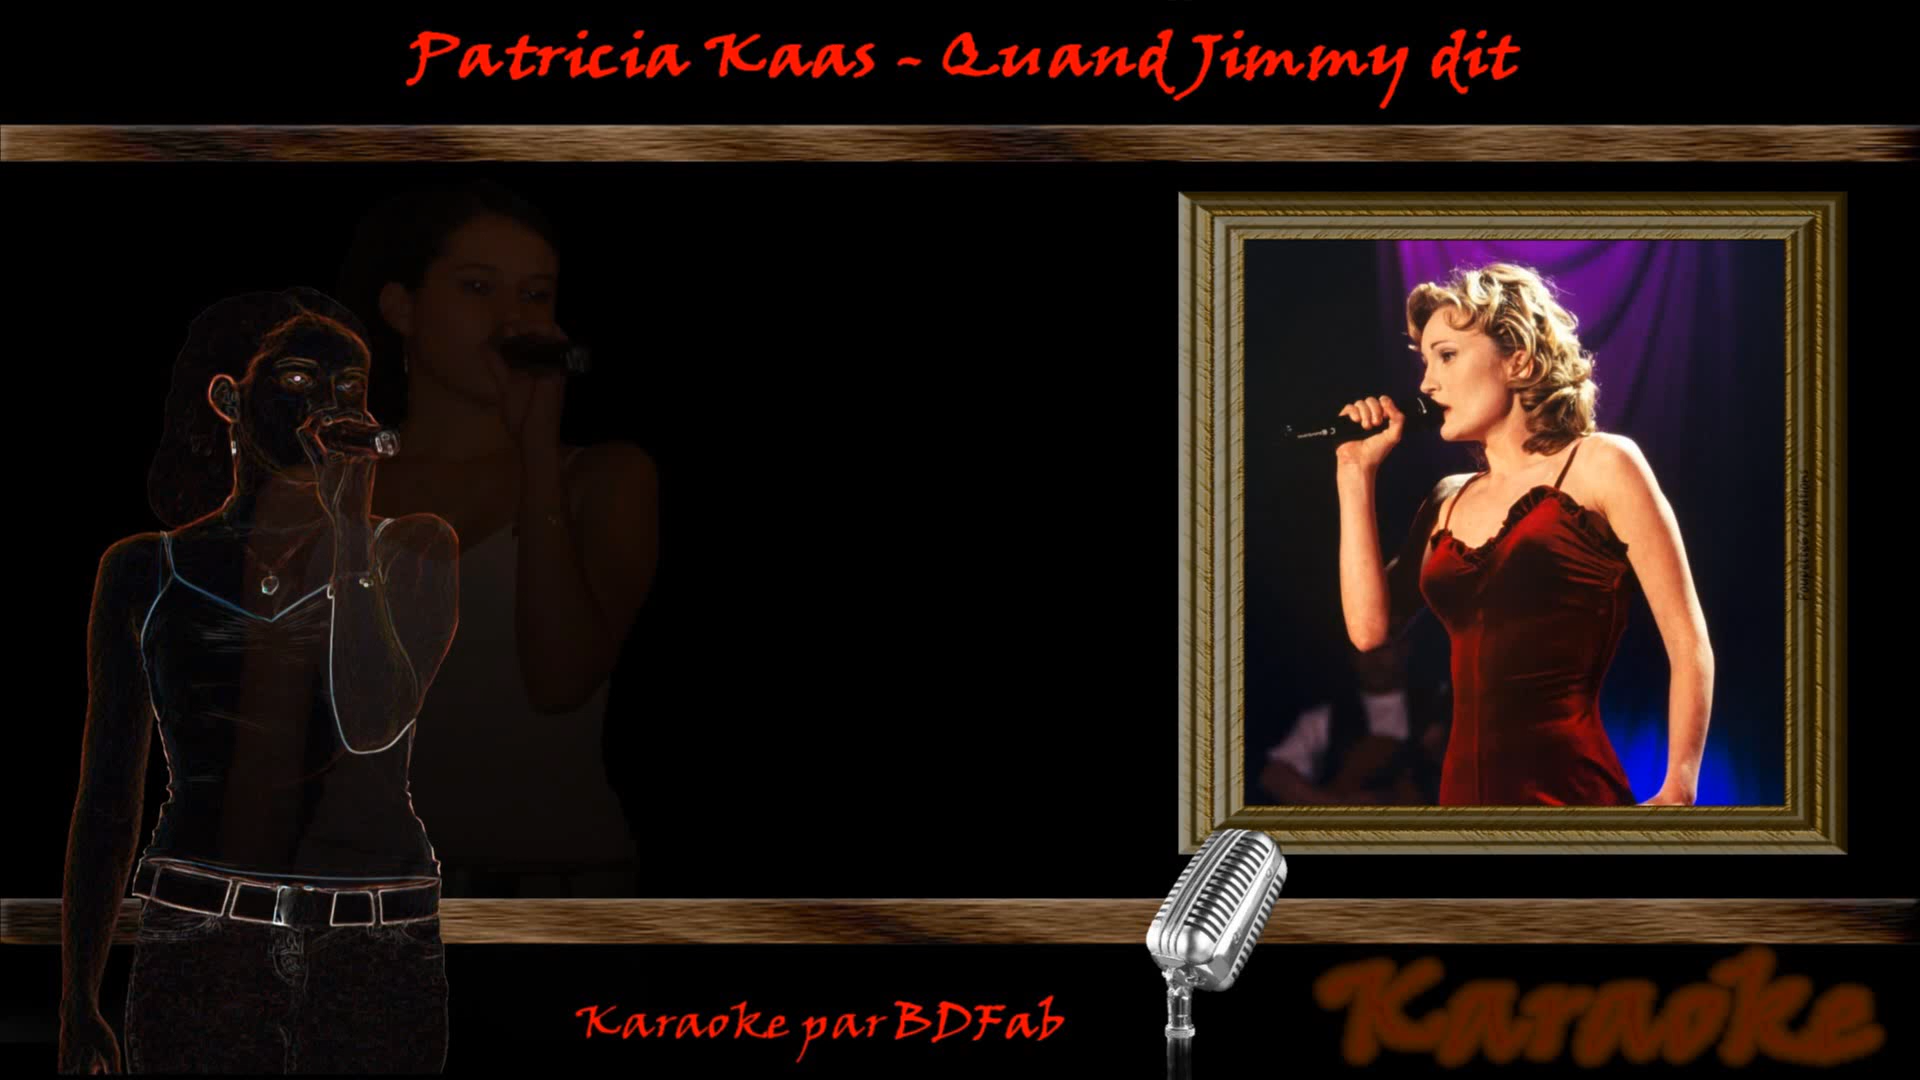 Patricia Kaas - Quand Jimmy dit
Karaoke par BDFab
Karaoke